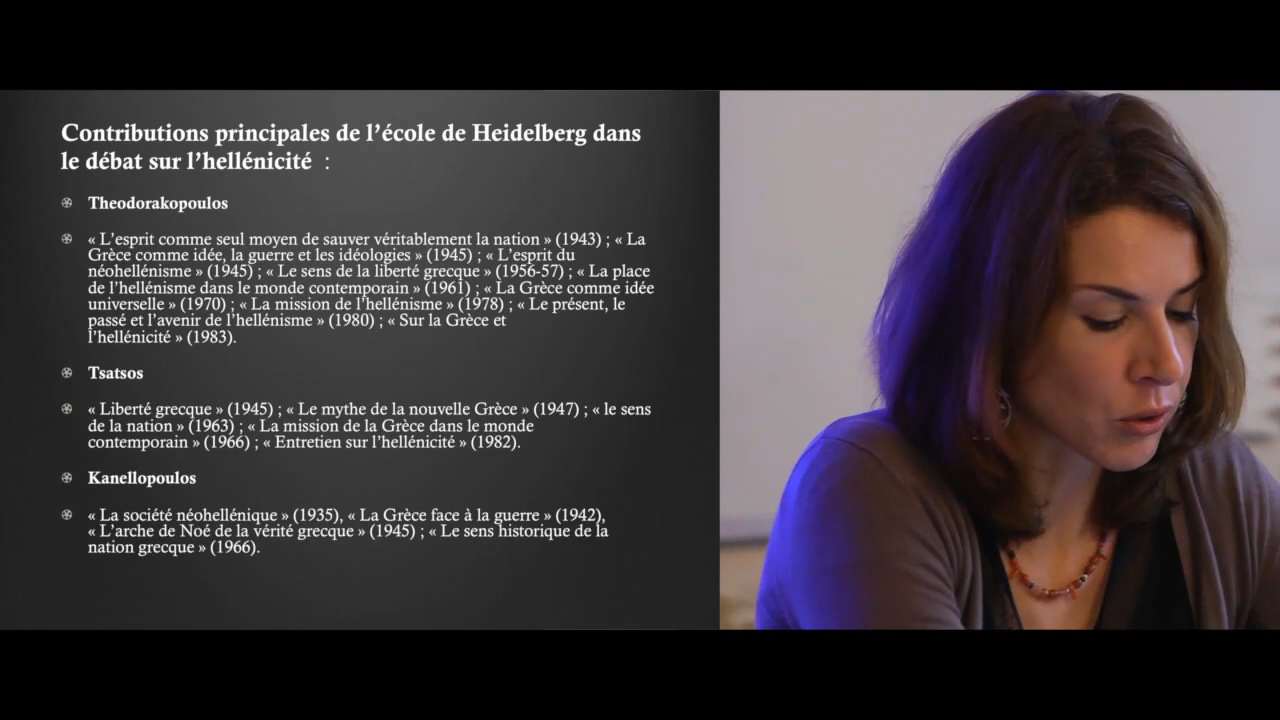 Contributions principales de l’école de Heidelberg dans
le débat sur l’hellénicité :
Theodorakopoulos
« L’esprit comme seul moyen de sauver véritablement la nation » (1943) ; « La
Grèce comme idée, la guerre et les idéologies » (1945) ; « L’esprit du
néohellénisme » (1945) ; « Le sens de la liberté grecque » (1956-57) ; « La place
de l’hellénisme dans le monde contemporain » (1961) ; « La Grèce comme idée
universelle » (1970) ; « La mission de l’hellénisme » (1978) ; « Le présent, le
passé et l’avenir de l’hellénisme » (1980) ; « Sur la Grèce et
l’hellénicité » (1983).
Tsatsos
« Liberté grecque » (1945) ; « Le mythe de la nouvelle Grèce » (1947) ; « le sens
de la nation » (1963) ; « La mission de la Grèce dans le monde
contemporain » (1966) ; « Entretien sur l’hellénicité » (1982).
Kanellopoulos
« La société néohellénique » (1935), « La Grèce face à la guerre » (1942),
« L’arche de Noé de la vérité grecque » (1945) ; « Le sens historique de la
nation grecque » (1966).